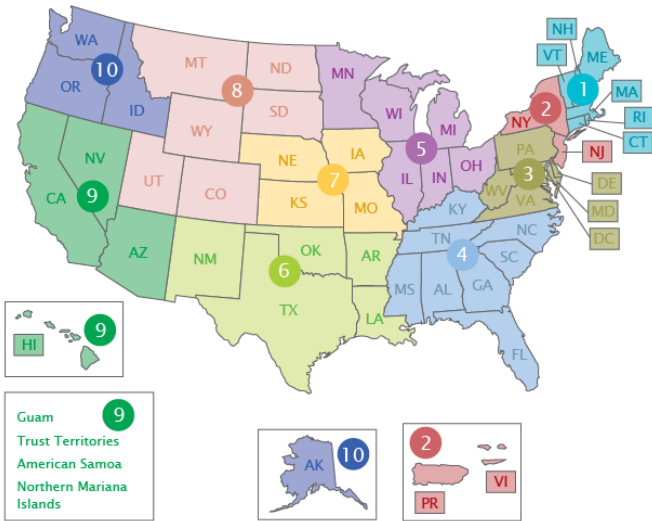 NH
VT
ME
WA
10
MT
ND
MN
1
MA
OR
8
2
RI
ID
SD
WI
NY
CT
WY
MI
5
NJ
PA
NE
IA
OH
NV
IL
IN
3
DE
UT
CO
7
WV
VA
MD
CA
9
KS
MO
KY
DC
NC
TN
AZ
OK
AR
4
NM
6
SC
MS
AL
GA
TX
LA
HI
9
FL
Guam
9
Trust Territories
American Samoa
Northern Mariana
Islands
AK
10
2
VI
PR